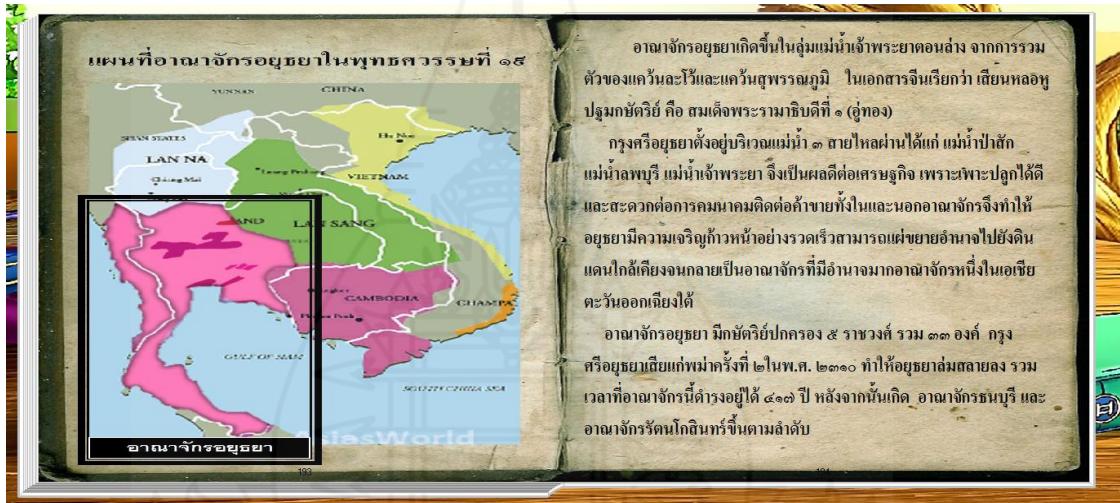 แผนที่อาณาจักรอยุธยาในพุทธศวรรษที่ ๑๙
YUNNAN
CHINA
SHAN STATES
Ha Noi
LAN NA
Chiang Mai
Luang Prabang
VIETNAM
LAN SANG
CAMBODIA
CHAMPA
Phnom Penh
GULF OF SIAM
SOUTH CHINA SEA
AsiasWorld
อาณาจักรอยุธยา
193
อาณาจักรอยุธยาเกิดขึ้นในลุ่มแม่น้ำเจ้าพระยาตอนล่าง จากการรวม
ตัวของแคว้นละโว้และแคว้นสุพรรณภูมิ ในเอกสารจีนเรียกว่า เสียนหลอหู
ปฐมกษัตริย์ คือ สมเด็จพระรามาธิบดีที่ ๑ (อู่ทอง)
กรุงศรีอยุธยาตั้งอยู่บริเวณแม่น้ำ ๓ สายไหลผ่านได้แก่ แม่น้ำป่าสัก
แม่น้ำลพบุรี แม่น้ำเจ้าพระยา จึงเป็นผลดีต่อเศรษฐกิจ เพราะเพาะปลูกได้ดี
และสะดวกต่อการคมนาคมติดต่อค้าขายทั้งในและนอกอาณาจักรจึงทำให้
อยุธยามีความเจริญก้าวหน้าอย่างรวดเร็วสามารถแผ่ขยายอำนาจไปยังดิน
แดนใกล้เคียงจนกลายเป็นอาณาจักรที่มีอำนาจมากอาณาจักรหนึ่งในเอเชีย
ตะวันออกเฉียงใต้
อาณาจักรอยุธยา มีกษัตริย์ปกครอง ๕ ราชวงศ์ รวม ๓๓ องค์ กรุง
ศรีอยุธยาเสียแก่พม่าครั้งที่ ๒ในพ.ศ. ๒๓๑๐ ทำให้อยุธยาล่มสลายลง รวม
เวลาที่อาณาจักรนี้ดำรงอยู่ได้ ๔๑๗ ปี หลังจากนั้นเกิด อาณาจักรธนบุรี และ
อาณาจักรรัตนโกสินทร์ขึ้นตามลำดับ